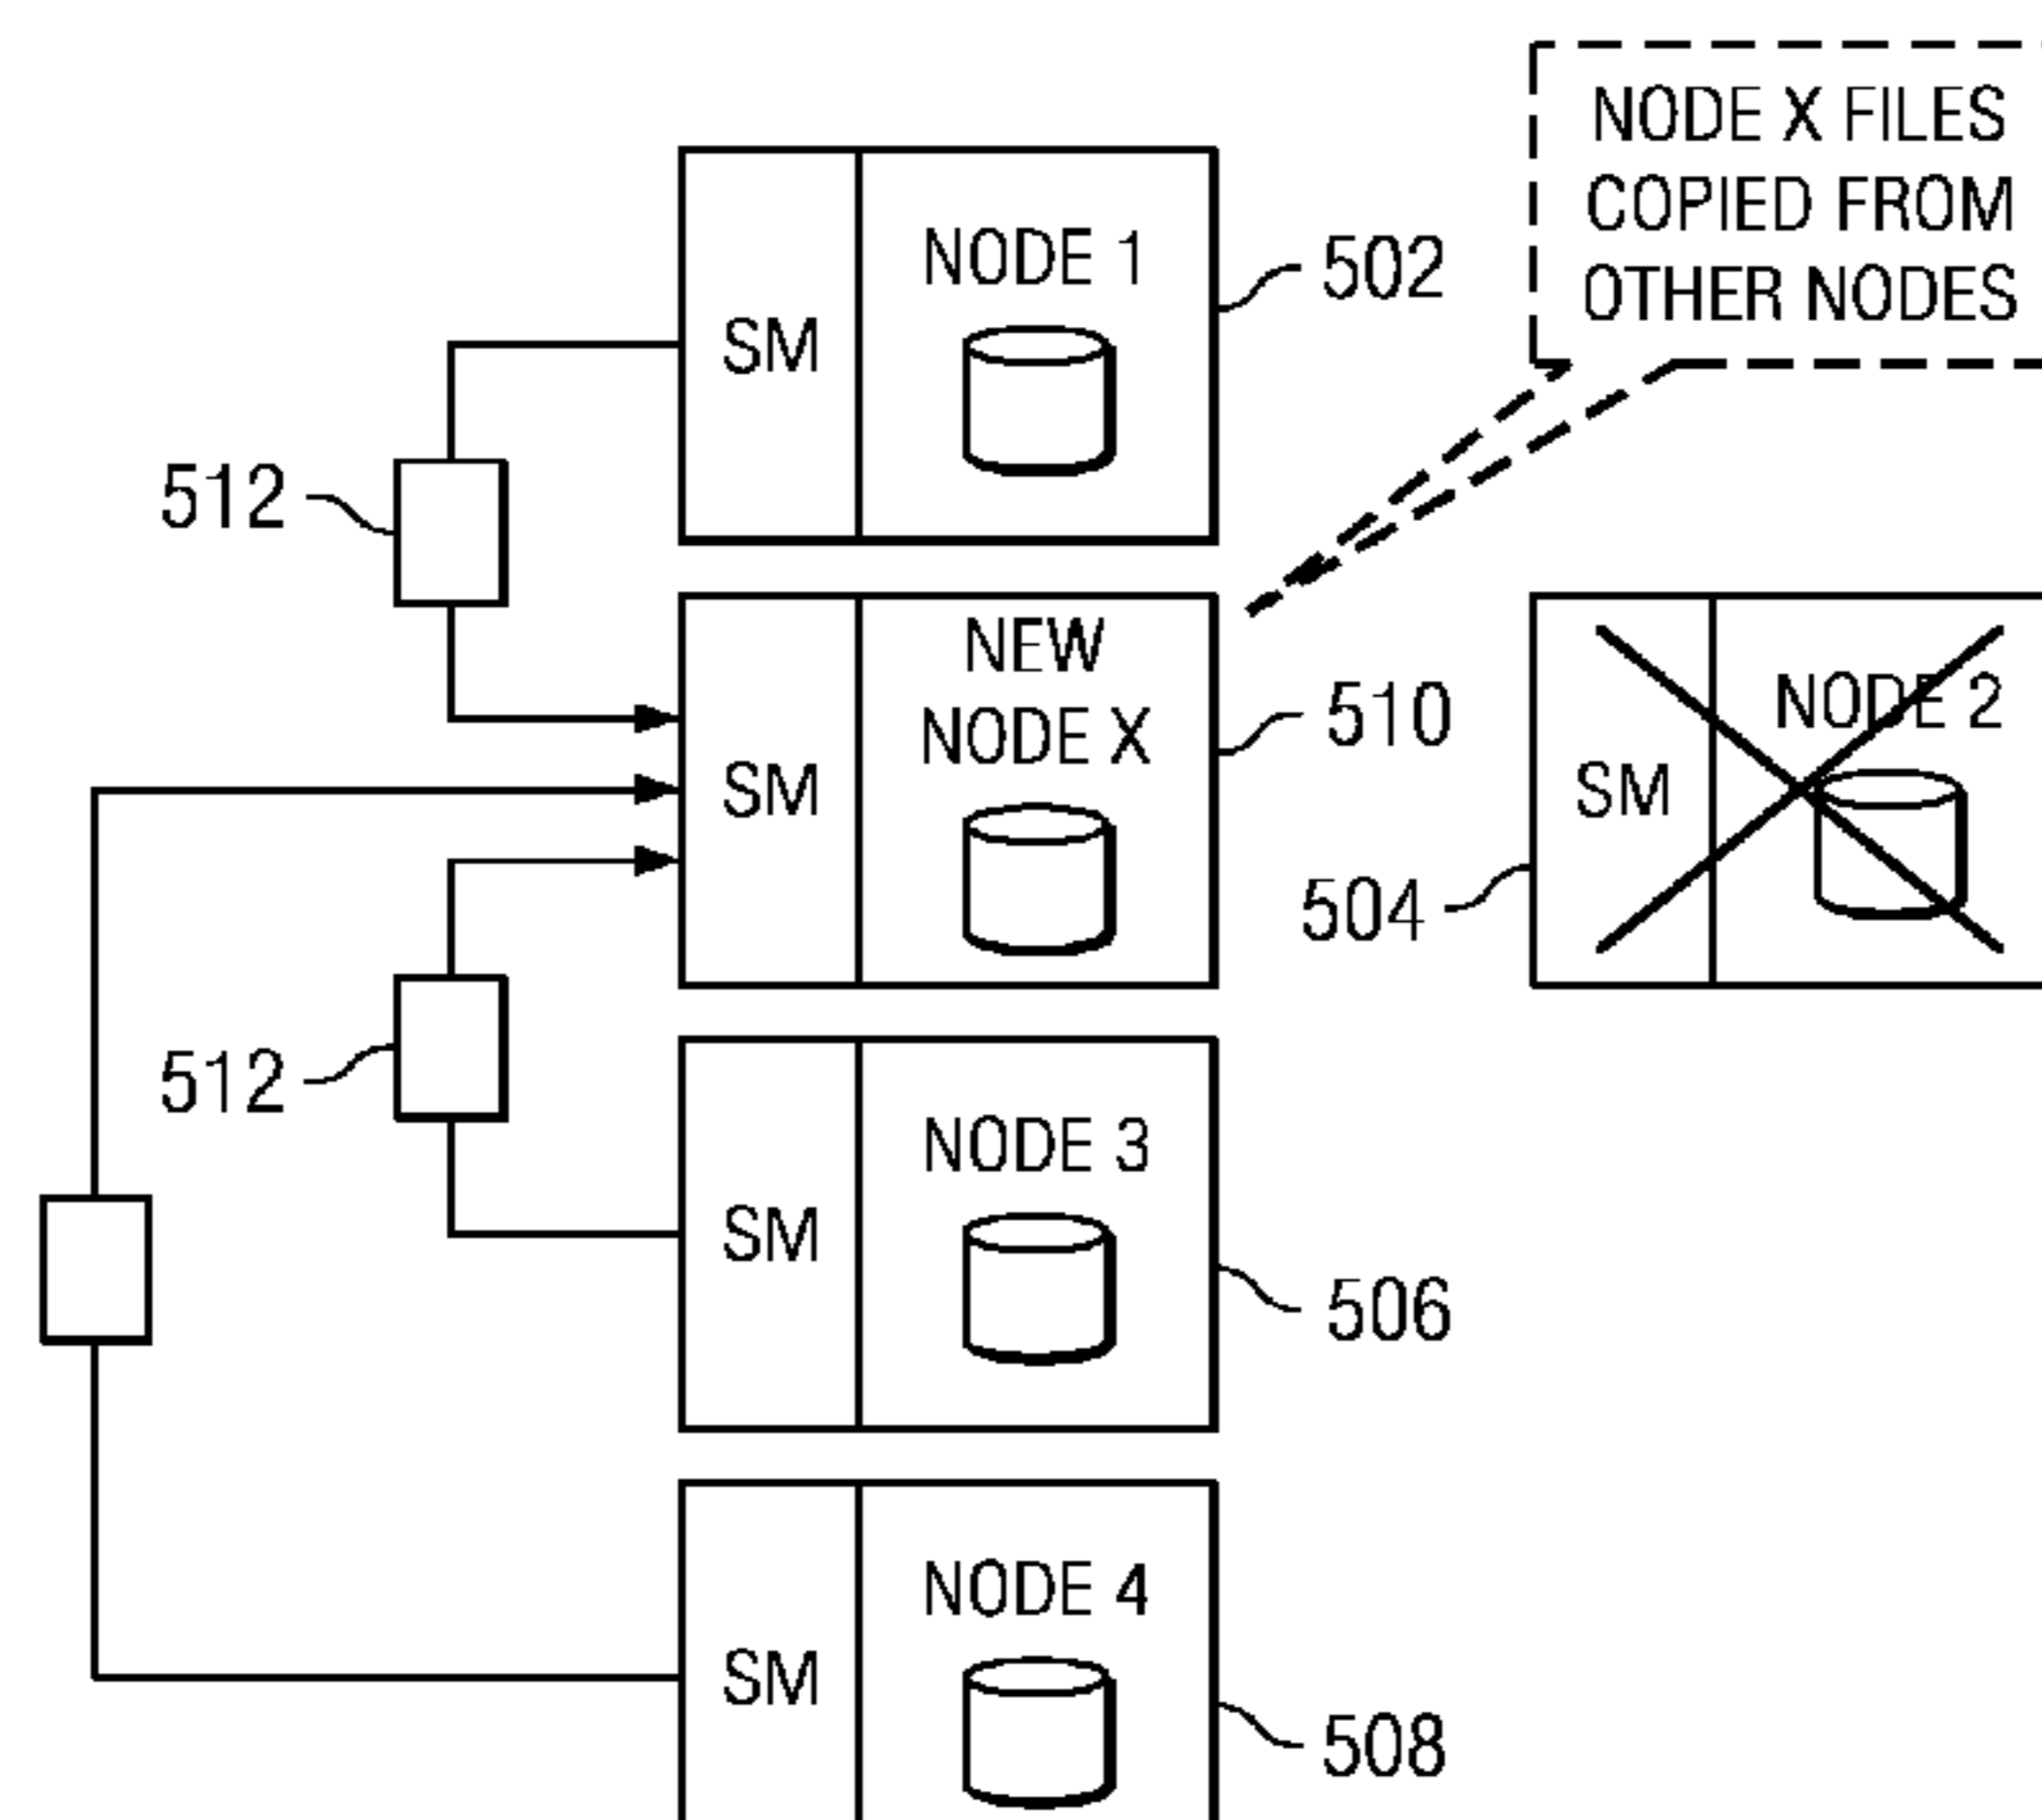 NODE X FILES
COPIED FROM
OTHER NODES
NODE 1
SM
502
512
NEW
NODE X
SM
510
NODE 2
SM
504
512
NODE 3
SM
506
NODE 4
SM
508